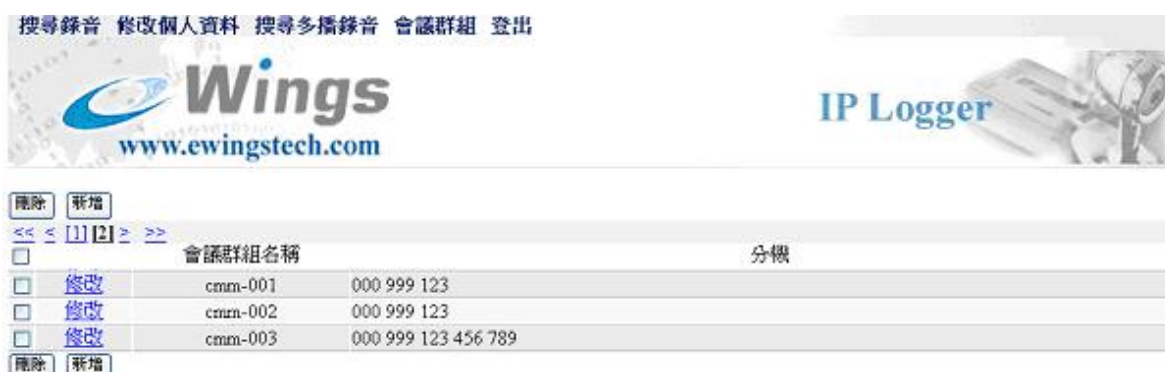 搜尋錄音 修改個人資料 搜尋多播錄音 會議群組 登出
Wings
IP Logger
www.ewingstech.com
刪除 新增
<< < [1] [2] > >>
會議群組名稱 分機
修改 cmm-001 000 999 123
修改 cmm-002 000 999 123
修改 cmm-003 000 999 123 456 789
刪除 新增